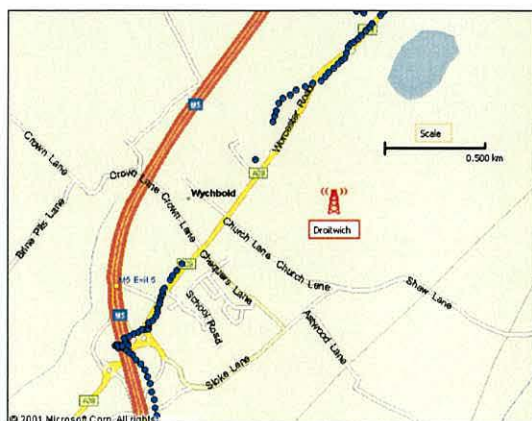 M5
Worcester Road
Scale
0.500 km
Crown Lane
Crown Lane
Crown Lane
Wychbold
Droitwich
Brine Pits Lane
Church Lane
Church Lane
Chequers Lane
Shaw Lane
M5 Exit 5
School Road
M5
Astwood Lane
Stoke Lane
A38
© 2001 Microsoft Corp. All rights